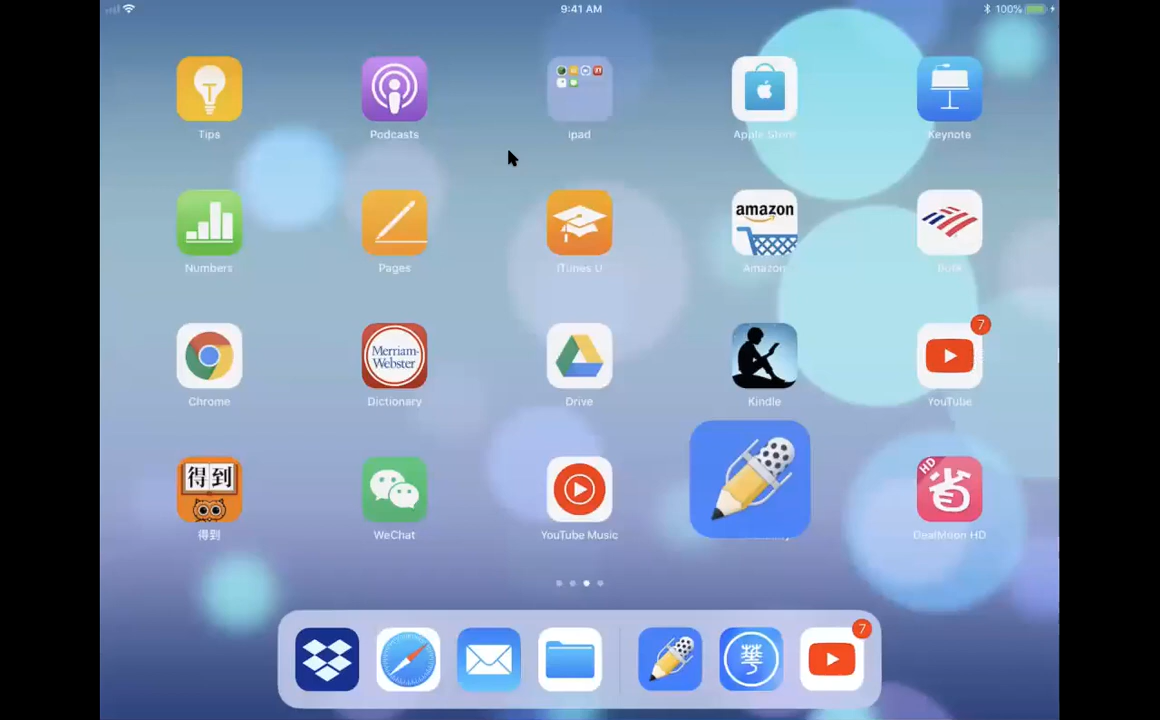 9:41 AM
100%
Tips
Podcasts
ipad
Apple Store
Keynote
amazon
Numbers
Pages
iTunes U
Amazon
BofA
Merriam-
Webster
7
Chrome
Dictionary
Drive
Kindle
YouTube
得到
HD
省
得到
WeChat
YouTube Music
DealMoon HD
7